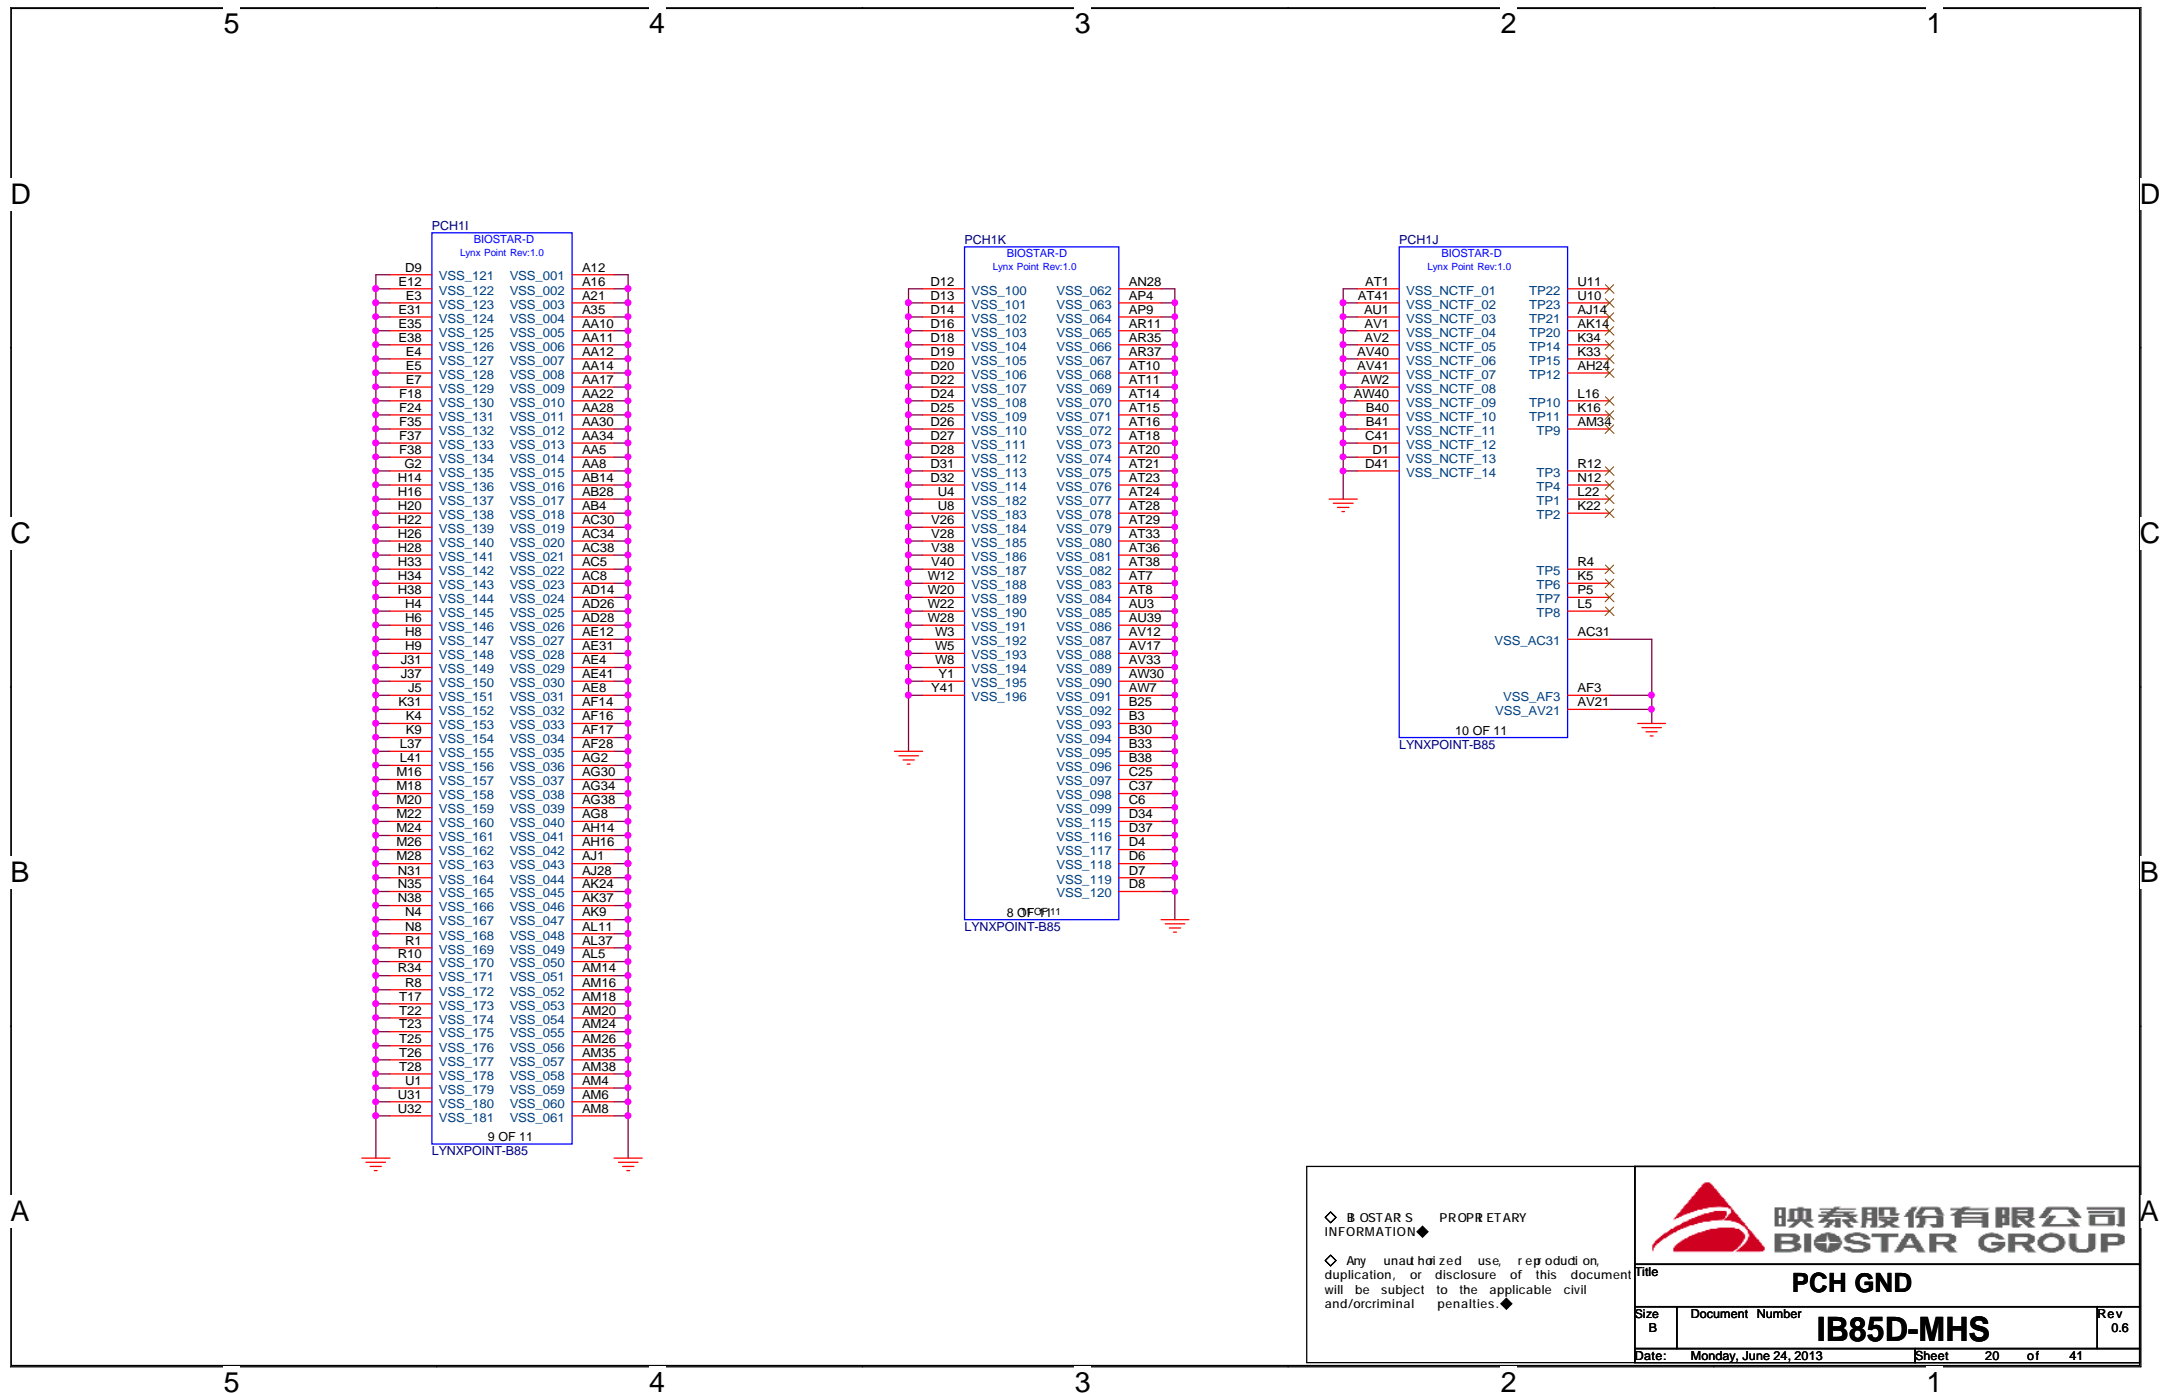 5 4 3 2 1
D D
C C
B B
A A
PCH1I
BIOSTAR-D
Lynx Point Rev:1.0
D9 VSS_121 VSS_001 A12
E12 VSS_122 VSS_002 A16
E3 VSS_123 VSS_003 A21
E31 VSS_124 VSS_004 A35
E35 VSS_125 VSS_005 AA10
E38 VSS_126 VSS_006 AA11
E4 VSS_127 VSS_007 AA12
E5 VSS_128 VSS_008 AA14
E7 VSS_129 VSS_009 AA17
F18 VSS_130 VSS_010 AA22
F24 VSS_131 VSS_011 AA28
F35 VSS_132 VSS_012 AA30
F37 VSS_133 VSS_013 AA34
F38 VSS_134 VSS_014 AA5
G2 VSS_135 VSS_015 AA8
H14 VSS_136 VSS_016 AB14
H16 VSS_137 VSS_017 AB28
H20 VSS_138 VSS_018 AB4
H22 VSS_139 VSS_019 AC30
H26 VSS_140 VSS_020 AC34
H28 VSS_141 VSS_021 AC38
H33 VSS_142 VSS_022 AC5
H34 VSS_143 VSS_023 AC8
H38 VSS_144 VSS_024 AD14
H4 VSS_145 VSS_025 AD26
H6 VSS_146 VSS_026 AD28
H8 VSS_147 VSS_027 AE12
H9 VSS_148 VSS_028 AE31
J31 VSS_149 VSS_029 AE4
J37 VSS_150 VSS_030 AE41
J5 VSS_151 VSS_031 AE8
K31 VSS_152 VSS_032 AF14
K4 VSS_153 VSS_033 AF16
K9 VSS_154 VSS_034 AF17
L37 VSS_155 VSS_035 AF28
L41 VSS_156 VSS_036 AG2
M16 VSS_157 VSS_037 AG30
M18 VSS_158 VSS_038 AG34
M20 VSS_159 VSS_039 AG38
M22 VSS_160 VSS_040 AG8
M24 VSS_161 VSS_041 AH14
M26 VSS_162 VSS_042 AH16
M28 VSS_163 VSS_043 AJ1
N31 VSS_164 VSS_044 AJ28
N35 VSS_165 VSS_045 AK24
N38 VSS_166 VSS_046 AK37
N4 VSS_167 VSS_047 AK9
N8 VSS_168 VSS_048 AL11
R1 VSS_169 VSS_049 AL37
R10 VSS_170 VSS_050 AL5
R34 VSS_171 VSS_051 AM14
R8 VSS_172 VSS_052 AM16
T17 VSS_173 VSS_053 AM18
T22 VSS_174 VSS_054 AM20
T23 VSS_175 VSS_055 AM24
T25 VSS_176 VSS_056 AM26
T26 VSS_177 VSS_057 AM35
T28 VSS_178 VSS_058 AM38
U1 VSS_179 VSS_059 AM4
U31 VSS_180 VSS_060 AM6
U32 VSS_181 VSS_061 AM8
9 OF 11
LYNXPOINT-B85
PCH1K
BIOSTAR-D
Lynx Point Rev:1.0
D12 VSS_100 VSS_062 AN28
D13 VSS_101 VSS_063 AP4
D14 VSS_102 VSS_064 AP9
D16 VSS_103 VSS_065 AR11
D18 VSS_104 VSS_066 AR35
D19 VSS_105 VSS_067 AR37
D20 VSS_106 VSS_068 AT10
D22 VSS_107 VSS_069 AT11
D24 VSS_108 VSS_070 AT14
D25 VSS_109 VSS_071 AT15
D26 VSS_110 VSS_072 AT16
D27 VSS_111 VSS_073 AT18
D28 VSS_112 VSS_074 AT20
D31 VSS_113 VSS_075 AT21
D32 VSS_114 VSS_076 AT23
U4 VSS_182 VSS_077 AT24
U8 VSS_183 VSS_078 AT28
V26 VSS_184 VSS_079 AT29
V28 VSS_185 VSS_080 AT33
V38 VSS_186 VSS_081 AT36
V40 VSS_187 VSS_082 AT38
W12 VSS_188 VSS_083 AT7
W20 VSS_189 VSS_084 AT8
W22 VSS_190 VSS_085 AU3
W28 VSS_191 VSS_086 AU39
W3 VSS_192 VSS_087 AV12
W5 VSS_193 VSS_088 AV17
W8 VSS_194 VSS_089 AV33
Y1 VSS_195 VSS_090 AW30
Y41 VSS_196 VSS_091 AW7
VSS_092 B25
VSS_093 B3
VSS_094 B30
VSS_095 B33
VSS_096 B38
VSS_097 C25
VSS_098 C37
VSS_099 C6
VSS_115 D34
VSS_116 D37
VSS_117 D4
VSS_118 D6
VSS_119 D7
VSS_120 D8
8 OF 11
LYNXPOINT-B85
PCH1J
BIOSTAR-D
Lynx Point Rev:1.0
AT1 VSS_NCTF_01 TP22 U11
AT41 VSS_NCTF_02 TP23 U10
AU1 VSS_NCTF_03 TP21 AJ14
AV1 VSS_NCTF_04 TP20 AK14
AV2 VSS_NCTF_05 TP14 K34
AV40 VSS_NCTF_06 TP15 K33
AV41 VSS_NCTF_07 TP12 AH24
AW2 VSS_NCTF_08
AW40 VSS_NCTF_09 TP10 L16
B40 VSS_NCTF_10 TP11 K16
B41 VSS_NCTF_11 TP9 AM34
C41 VSS_NCTF_12
D1 VSS_NCTF_13
D41 VSS_NCTF_14 TP3 R12
TP4 N12
TP1 L22
TP2 K22
TP5 R4
TP6 K5
TP7 P5
TP8 L5
VSS_AC31 AC31
VSS_AF3 AF3
VSS_AV21 AV21
10 OF 11
LYNXPOINT-B85
◇ BIOSTAR'S PROPRIETARY
INFORMATION◆
◇ Any unauthorized use, reproduction,
duplication, or disclosure of this document
will be subject to the applicable civil
and/orcriminal penalties.◆
映泰股份有限公司
BIOSTAR GROUP
Title
PCH GND
Size Document Number Rev
B IB85D-MHS 0.6
Date: Monday, June 24, 2013 Sheet 20 of 41
5 4 3 2 1